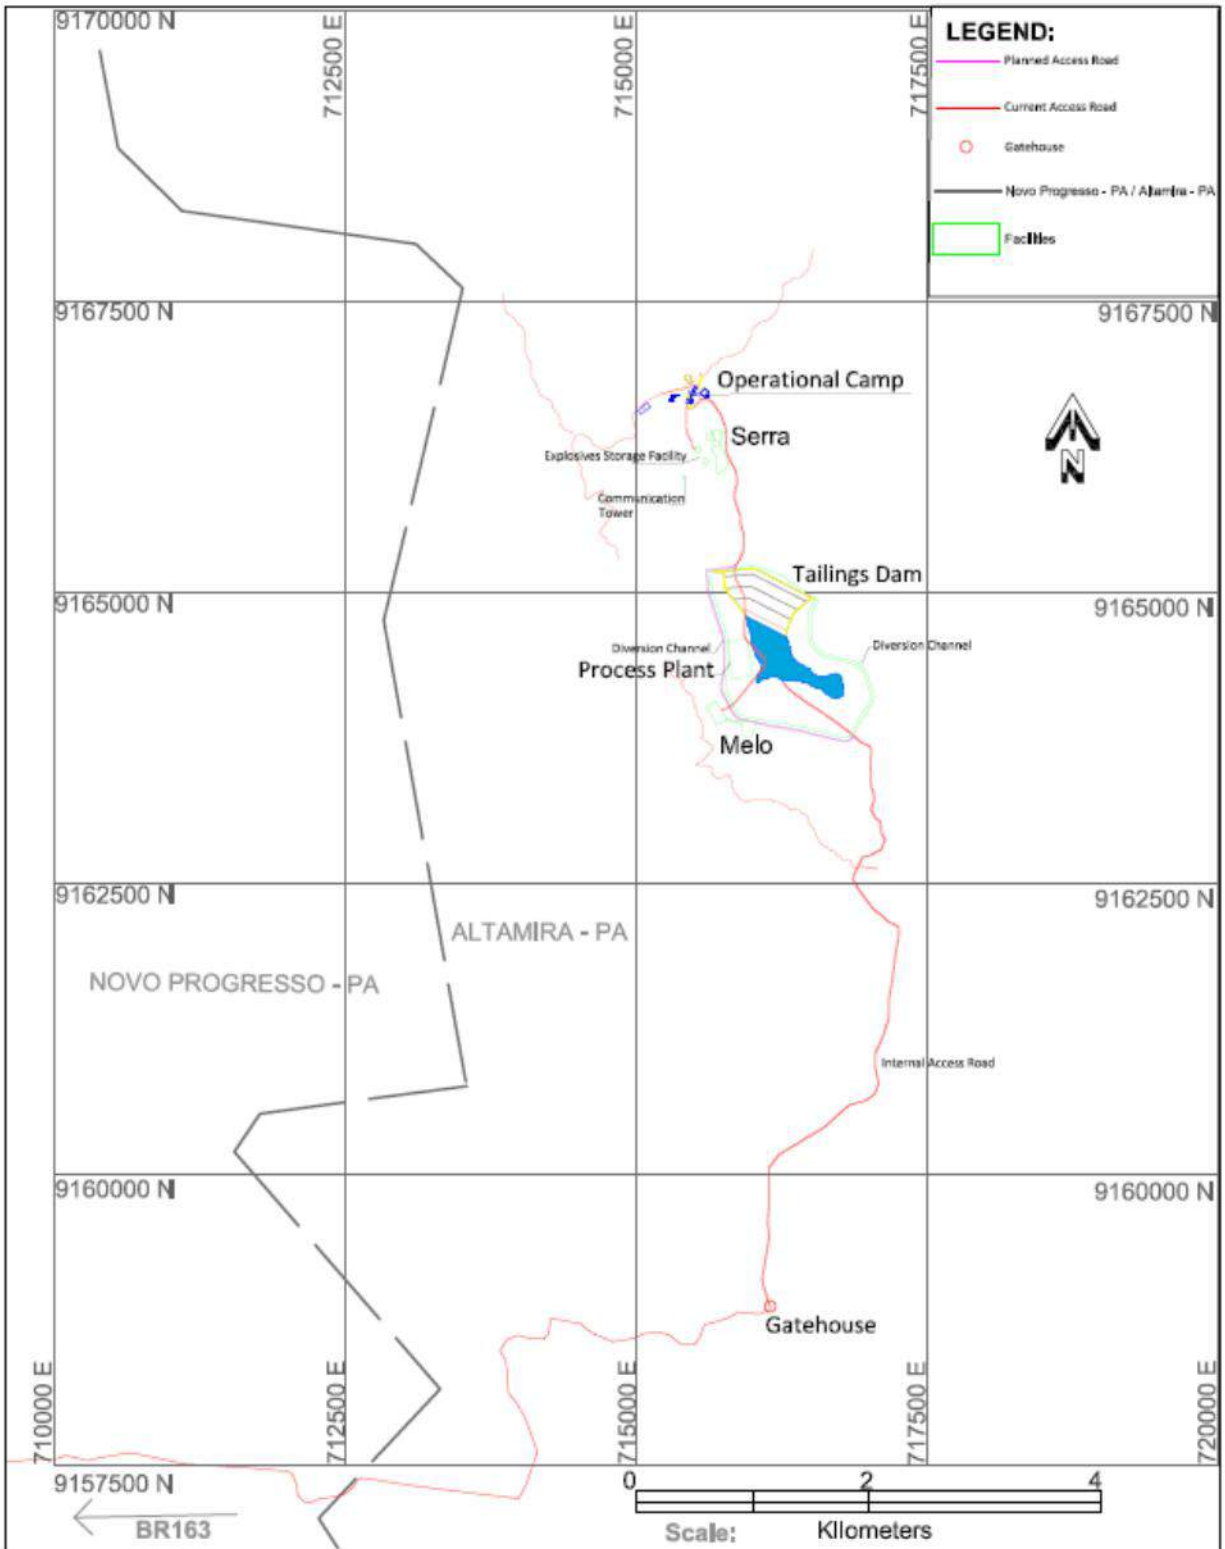 9170000 N
712500 E
715000 E
717500 E
LEGEND:
Planned Access Road
Current Access Road
Gatehouse
Novo Progresso - PA / Altamira - PA
Facilities
9167500 N
9167500 N
Operational Camp
Serra
Explosives Storage Facility
Communication
Tower
N
Tailings Dam
9165000 N
9165000 N
Diversion Channel
Diversion Channel
Process Plant
Melo
9162500 N
9162500 N
ALTAMIRA - PA
NOVO PROGRESSO - PA
Internal Access Road
9160000 N
9160000 N
Gatehouse
710000 E
712500 E
715000 E
717500 E
720000 E
9157500 N
0 2 4
BR163
Scale: Kilometers